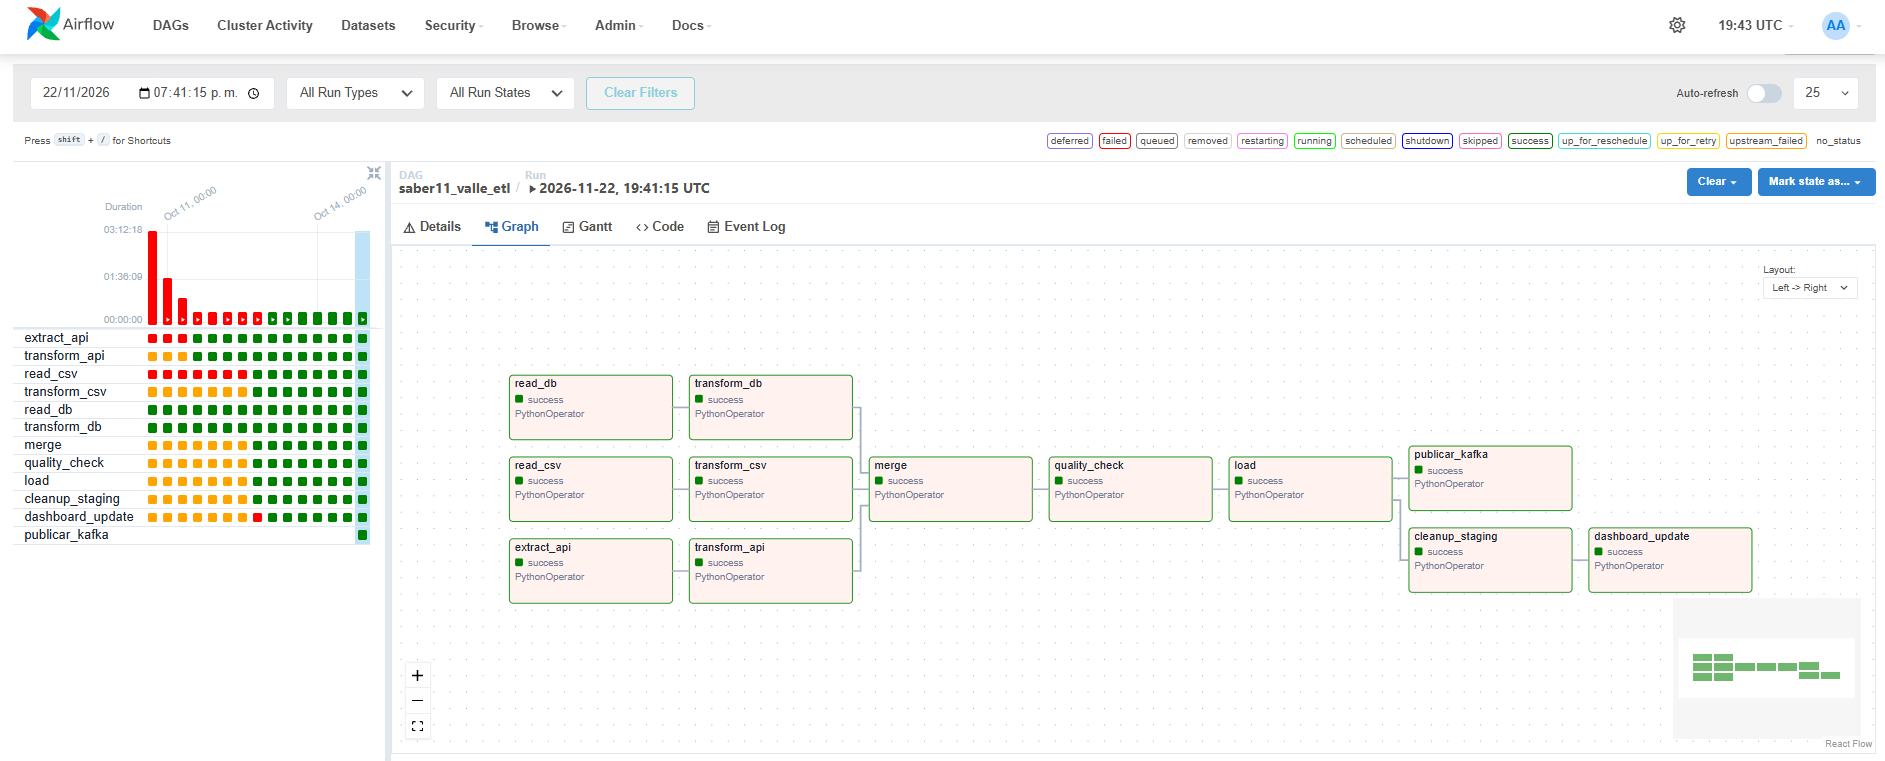 Airflow DAGs Cluster Activity Datasets Security Browse Admin Docs 19:43 UTC AA
22/11/2026 07:41:15 p. m. All Run Types All Run States Clear Filters Auto-refresh 25
Press shift + / for Shortcuts deferred failed queued removed restarting running scheduled shutdown skipped success up_for_reschedule up_for_retry upstream_failed no_status
DAG Run
saber11_valle_etl / 2026-11-22, 19:41:15 UTC Clear Mark state as...
Details Graph Gantt Code Event Log
Oct 11, 00:00 Oct 14, 00:00
Duration
03:12:18
01:36:09
00:00:00
extract_api
transform_api
read_csv
transform_csv
read_db
transform_db
merge
quality_check
load
cleanup_staging
dashboard_update
publicar_kafka
Layout:
Left -> Right
read_db
success
PythonOperator
transform_db
success
PythonOperator
read_csv
success
PythonOperator
transform_csv
success
PythonOperator
extract_api
success
PythonOperator
transform_api
success
PythonOperator
merge
success
PythonOperator
quality_check
success
PythonOperator
load
success
PythonOperator
publicar_kafka
success
PythonOperator
cleanup_staging
success
PythonOperator
dashboard_update
success
PythonOperator
React Flow